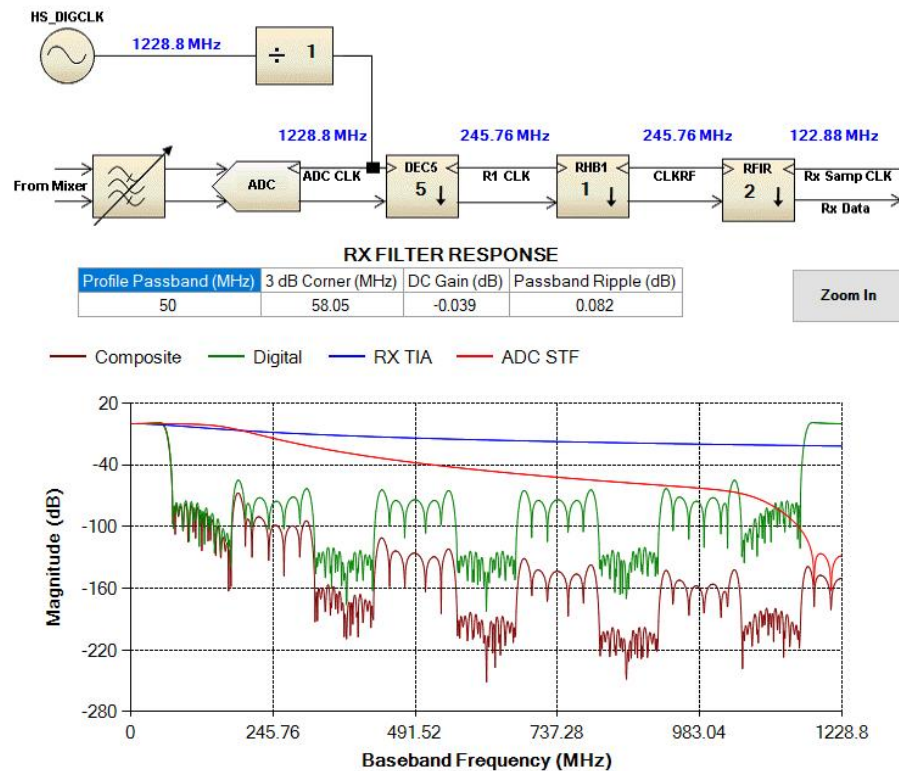 HS_DIGCLK
1228.8 MHz
÷ 1
1228.8 MHz 245.76 MHz 245.76 MHz 122.88 MHz
From Mixer ADC ADC CLK DEC5 5 R1 CLK RHB1 1 CLKRF RFIR 2 Rx Samp CLK
Rx Data
RX FILTER RESPONSE
Profile Passband (MHz) 3 dB Corner (MHz) DC Gain (dB) Passband Ripple (dB)
50 58.05 -0.039 0.082
Zoom In
Composite Digital RX TIA ADC STF
20
-40
-100
-160
-220
-280
Magnitude (dB)
0 245.76 491.52 737.28 983.04 1228.8
Baseband Frequency (MHz)